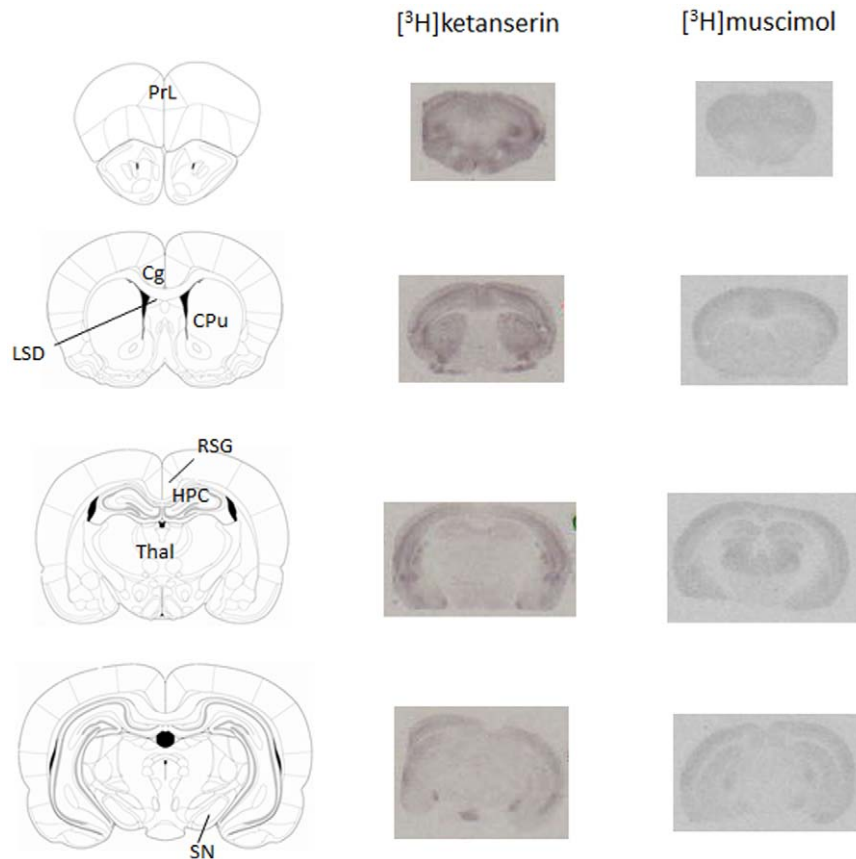 [³H]ketanserin [³H]muscimol
PrL
Cg
CPu
LSD
RSG
HPC
Thal
SN